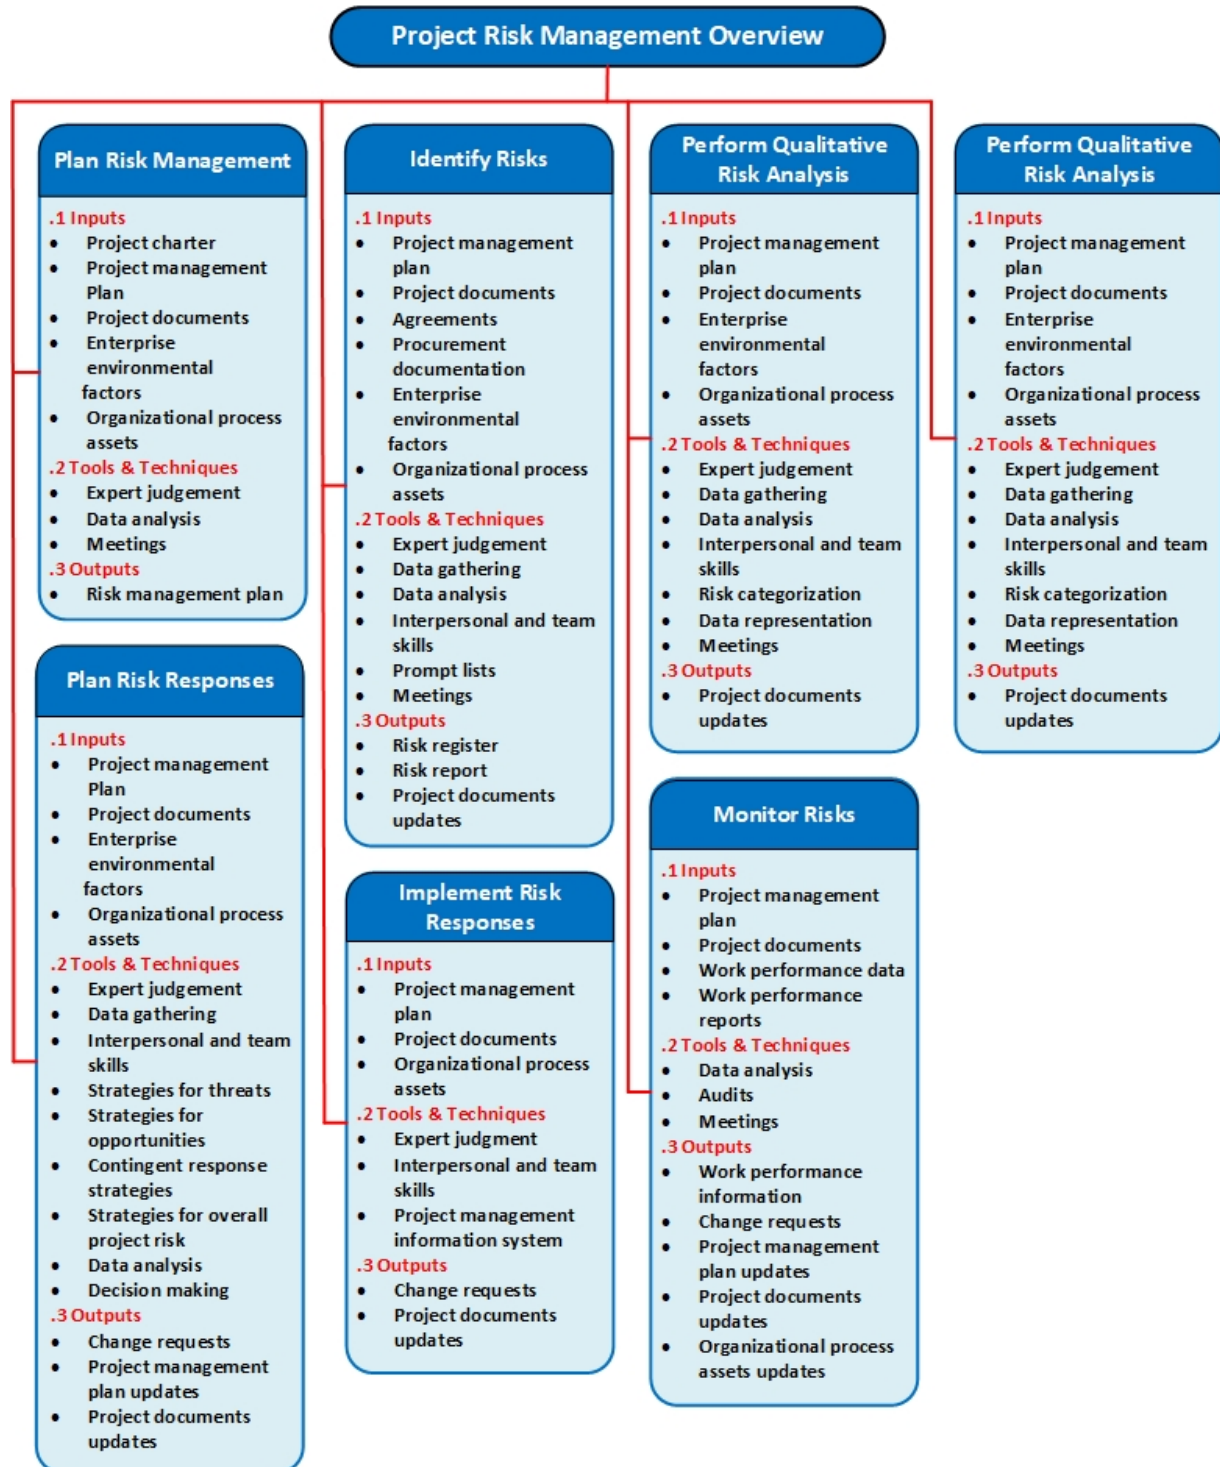 Project Risk Management Overview
Plan Risk Management
.1 Inputs
• Project charter
• Project management
Plan
• Project documents
• Enterprise
environmental
factors
• Organizational process
assets
.2 Tools & Techniques
• Expert judgement
• Data analysis
• Meetings
.3 Outputs
• Risk management plan
Identify Risks
.1 Inputs
• Project management
plan
• Project documents
• Agreements
• Procurement
documentation
• Enterprise
environmental
factors
• Organizational process
assets
.2 Tools & Techniques
• Expert judgement
• Data gathering
• Data analysis
• Interpersonal and team
skills
• Prompt lists
• Meetings
.3 Outputs
• Risk register
• Risk report
• Project documents
updates
Perform Qualitative
Risk Analysis
.1 Inputs
• Project management
plan
• Project documents
• Enterprise
environmental
factors
• Organizational process
assets
.2 Tools & Techniques
• Expert judgement
• Data gathering
• Data analysis
• Interpersonal and team
skills
• Risk categorization
• Data representation
• Meetings
.3 Outputs
• Project documents
updates
Perform Qualitative
Risk Analysis
.1 Inputs
• Project management
plan
• Project documents
• Enterprise
environmental
factors
• Organizational process
assets
.2 Tools & Techniques
• Expert judgement
• Data gathering
• Data analysis
• Interpersonal and team
skills
• Risk categorization
• Data representation
• Meetings
.3 Outputs
• Project documents
updates
Plan Risk Responses
.1 Inputs
• Project management
Plan
• Project documents
• Enterprise
environmental
factors
• Organizational process
assets
.2 Tools & Techniques
• Expert judgement
• Data gathering
• Interpersonal and team
skills
• Strategies for threats
• Strategies for
opportunities
• Contingent response
strategies
• Strategies for overall
project risk
• Data analysis
• Decision making
.3 Outputs
• Change requests
• Project management
plan updates
• Project documents
updates
Implement Risk
Responses
.1 Inputs
• Project management
plan
• Project documents
• Organizational process
assets
.2 Tools & Techniques
• Expert judgment
• Interpersonal and team
skills
• Project management
information system
.3 Outputs
• Change requests
• Project documents
updates
Monitor Risks
.1 Inputs
• Project management
plan
• Project documents
• Work performance data
• Work performance
reports
.2 Tools & Techniques
• Data analysis
• Audits
• Meetings
.3 Outputs
• Work performance
information
• Change requests
• Project management
plan updates
• Project documents
updates
• Organizational process
assets updates